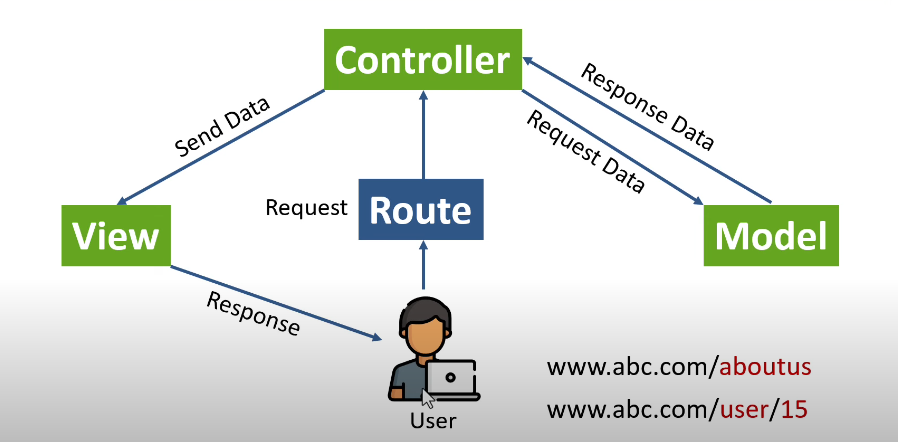 Controller
Response Data
Send Data
Request Data
Request
Route
View
Model
Response
www.abc.com/aboutus
www.abc.com/user/15
User